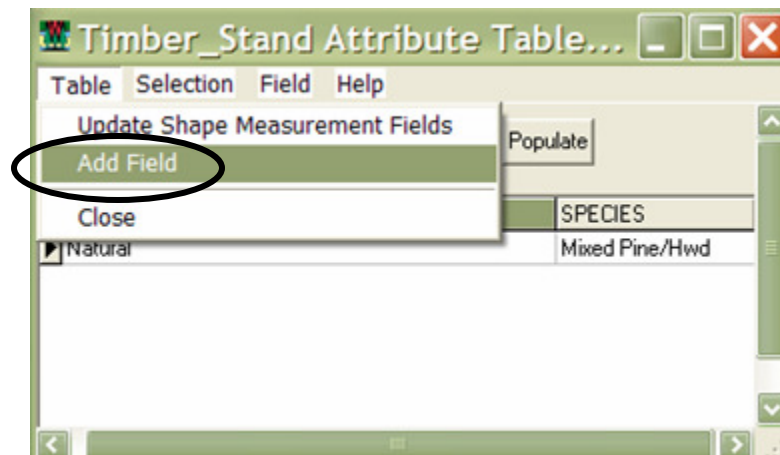 Timber_Stand Attribute Table...
Table Selection Field Help
Update Shape Measurement Fields
Populate
Add Field
Close
SPECIES
Natural
Mixed Pine/Hwd